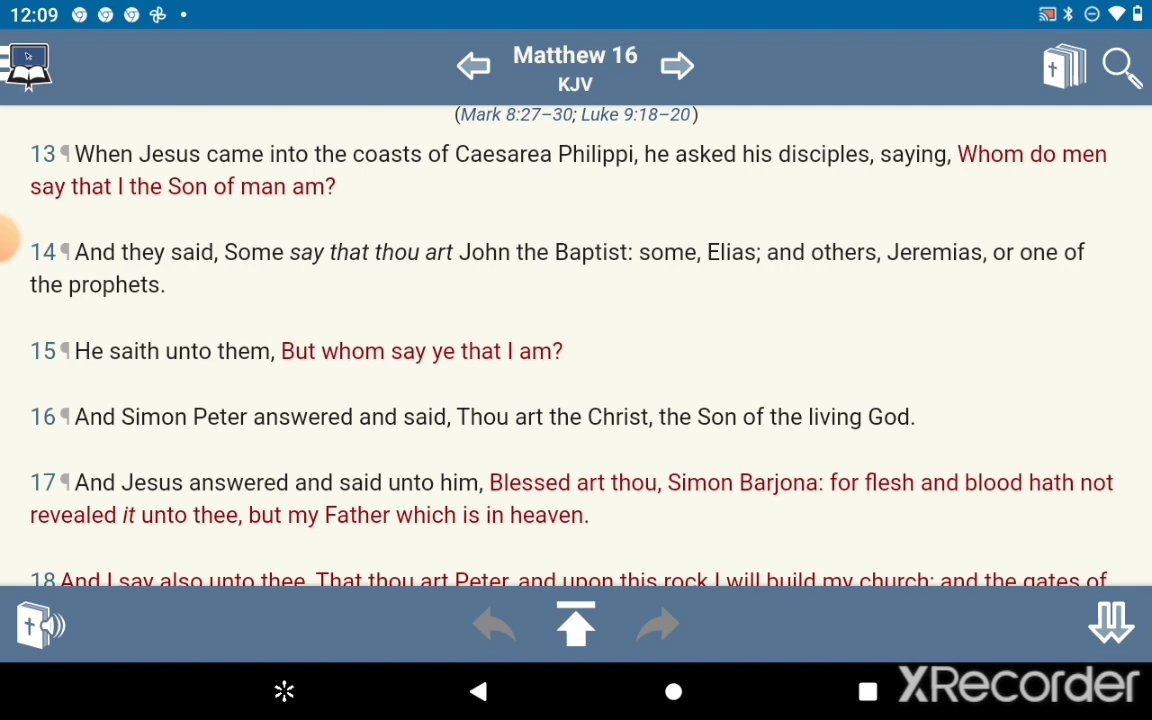 12:09
Matthew 16
KJV
(Mark 8:27–30; Luke 9:18–20)
13 ¶ When Jesus came into the coasts of Caesarea Philippi, he asked his disciples, saying, Whom do men
say that I the Son of man am?
14 ¶ And they said, Some say that thou art John the Baptist: some, Elias; and others, Jeremias, or one of
the prophets.
15 ¶ He saith unto them, But whom say ye that I am?
16 ¶ And Simon Peter answered and said, Thou art the Christ, the Son of the living God.
17 ¶ And Jesus answered and said unto him, Blessed art thou, Simon Barjona: for flesh and blood hath not
revealed it unto thee, but my Father which is in heaven.
18 And I say also unto thee, That thou art Peter, and upon this rock I will build my church; and the gates of
XRecorder